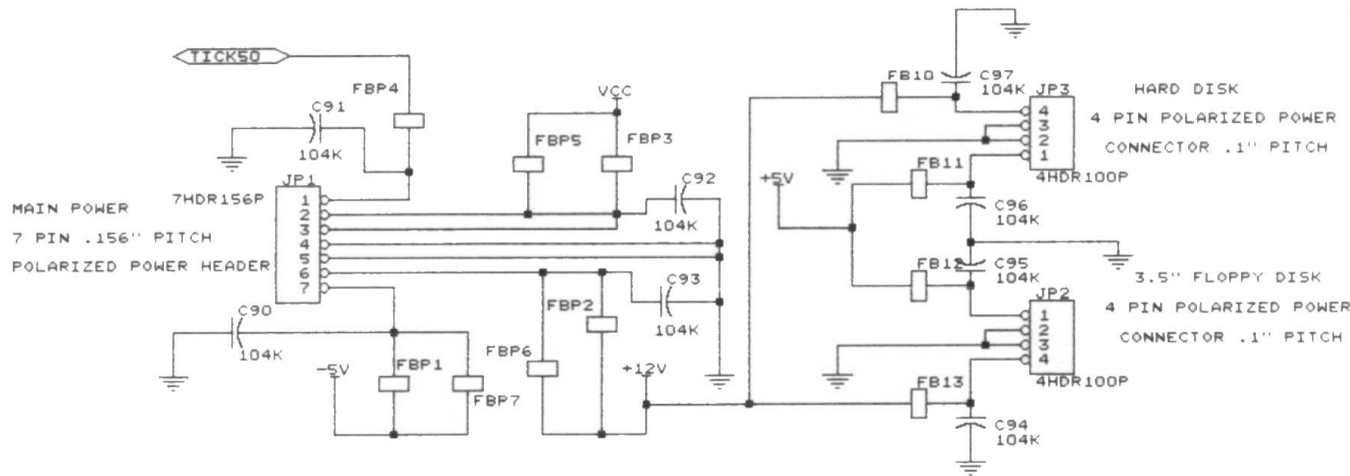 TICK50
FBP4
C91
104K
VCC
FBP5
FBP3
C92
104K
JP1
7HDR156P
1
2
3
4
5
6
7
MAIN POWER
7 PIN .156" PITCH
POLARIZED POWER HEADER
C93
104K
C90
104K
-5V
FBP1
FBP7
FBP6
FBP2
+12V
FB10
C97
104K
JP3
4
3
2
1
4HDR100P
HARD DISK
4 PIN POLARIZED POWER
CONNECTOR .1" PITCH
FB11
+5V
C96
104K
FB12
C95
104K
JP2
1
2
3
4
4HDR100P
3.5" FLOPPY DISK
4 PIN POLARIZED POWER
CONNECTOR .1" PITCH
FB13
C94
104K